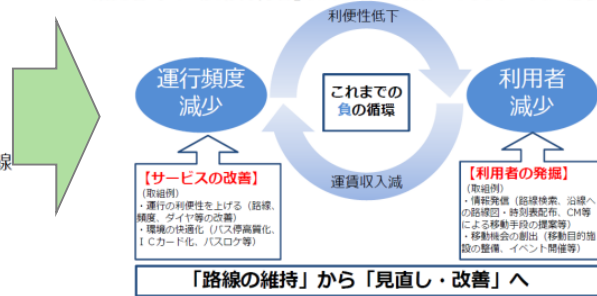 利便性低下
運行頻度
減少
これまでの
負の循環
利用者
減少
線
運賃収入減
【サービスの改善】
（取組例）
・運行の利便性を上げる（路線、
頻度、ダイヤ等の改善）
・環境の快適化（バス停高質化、
ＩＣカード化、バスロケ等）
【利用者の発掘】
（取組例）
・情報発信（路線検索、沿線へ
の路線図・時刻表配布、CM等
による移動手段の提案等）
・移動機会の創出（移動目的施
設の整備、イベント開催等）
「路線の維持」から「見直し・改善」へ